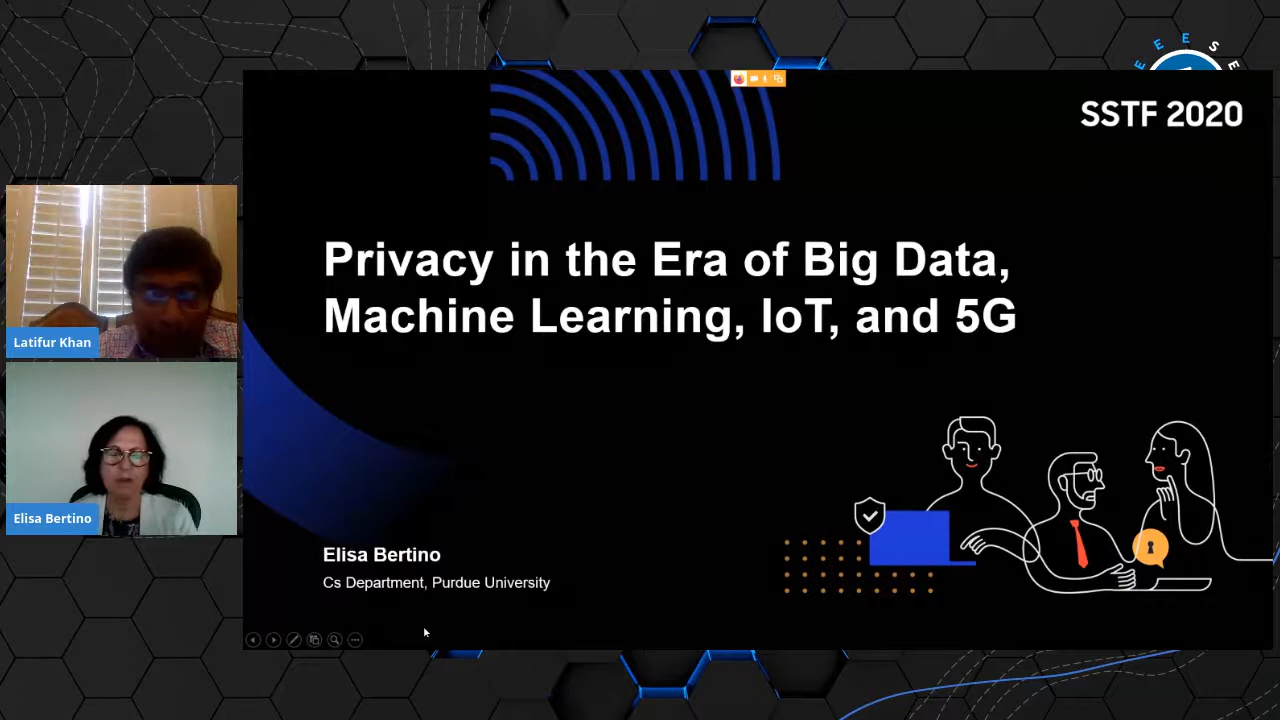 E E S E
E
SSTF 2020
Privacy in the Era of Big Data,
Machine Learning, IoT, and 5G
Latifur Khan
Elisa Bertino
Elisa Bertino
Cs Department, Purdue University